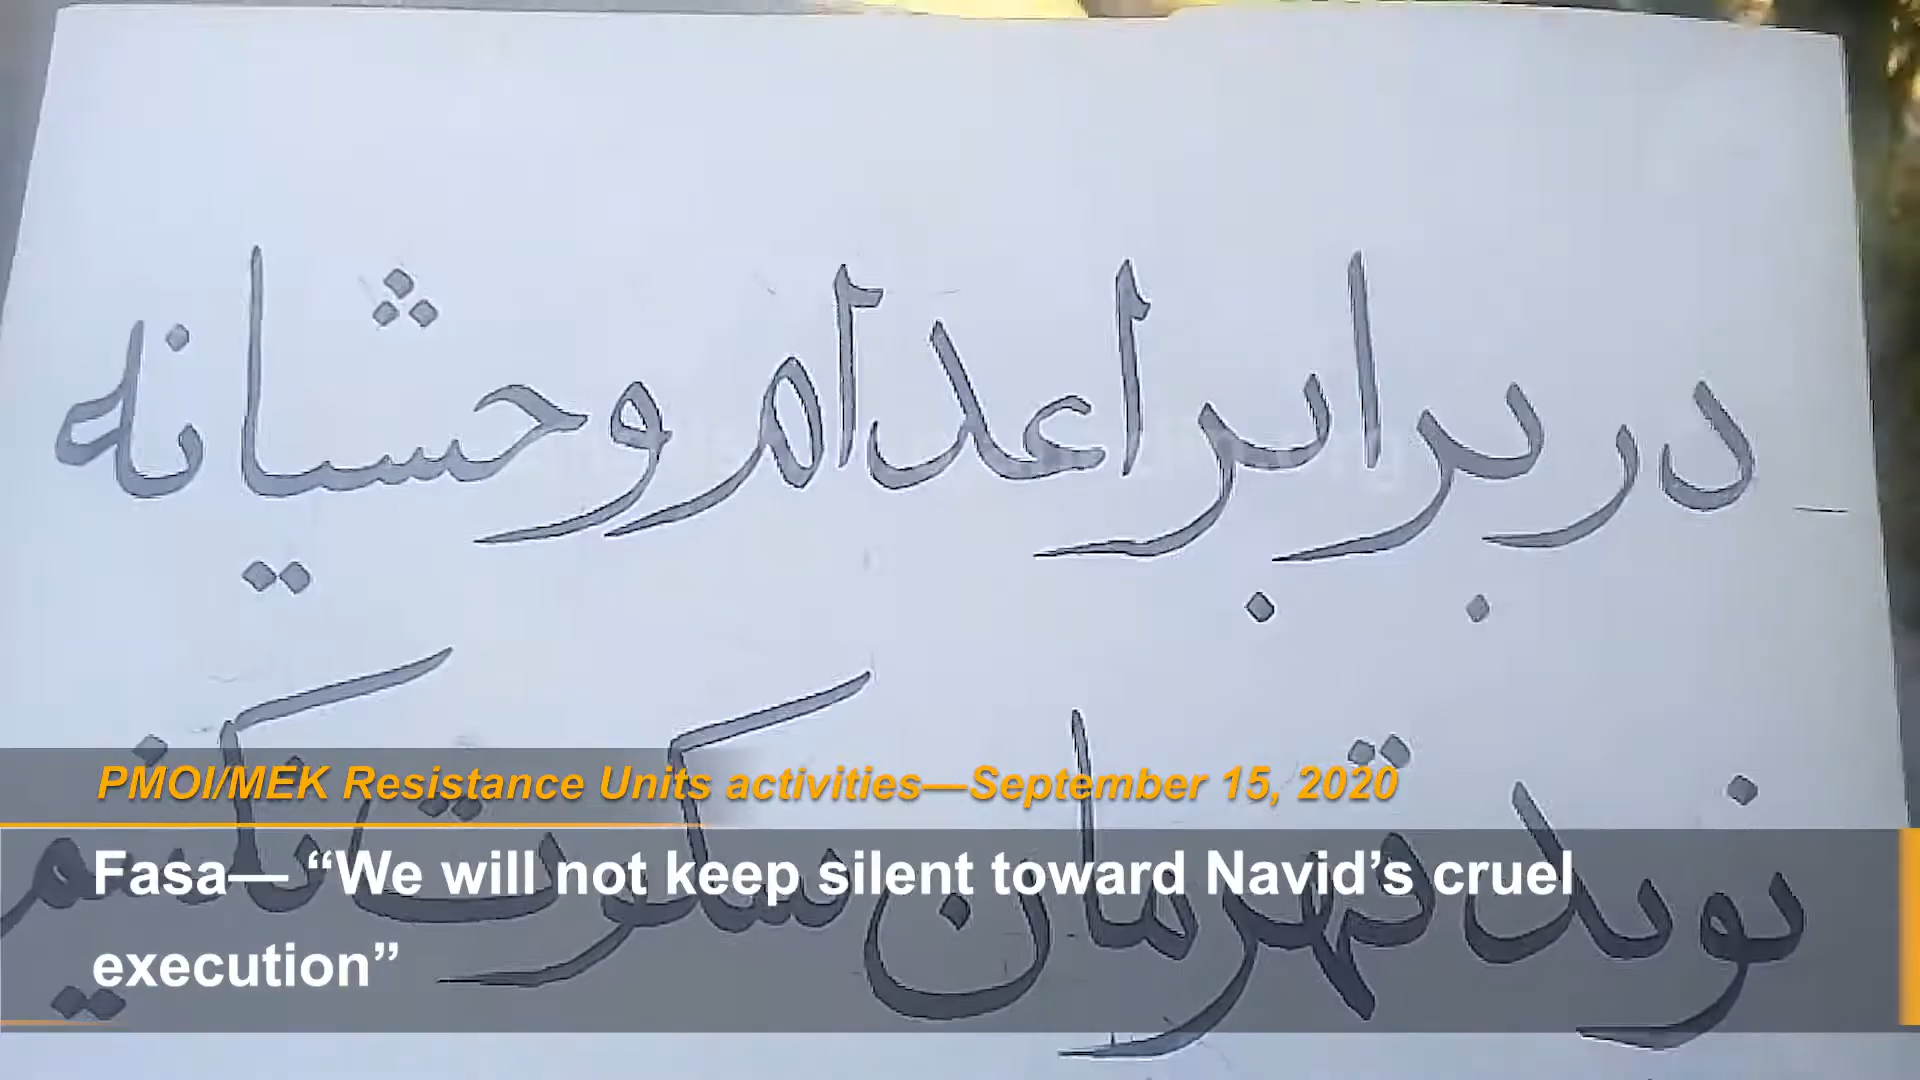 در برابر اعدام وحشیانه
نوید قهرمان سکوت نکنیم
PMOI/MEK Resistance Units activities—September 15, 2020
Fasa— “We will not keep silent toward Navid’s cruel
execution”